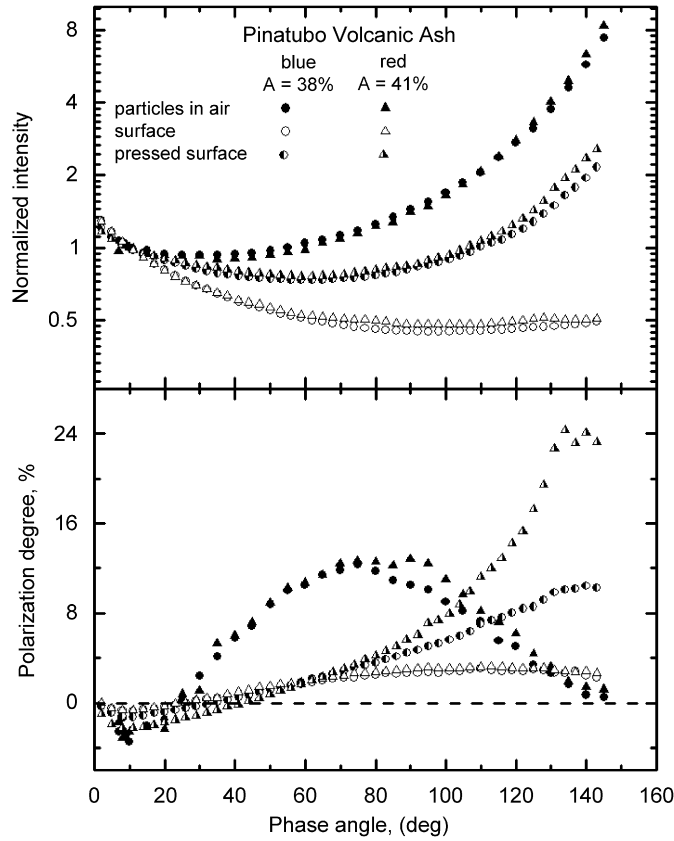 Pinatubo Volcanic Ash
blue red
A = 38% A = 41%
particles in air
surface
pressed surface
Normalized intensity
8
4
2
1
0.5
Polarization degree, %
24
16
8
0
0 20 40 60 80 100 120 140 160
Phase angle, (deg)